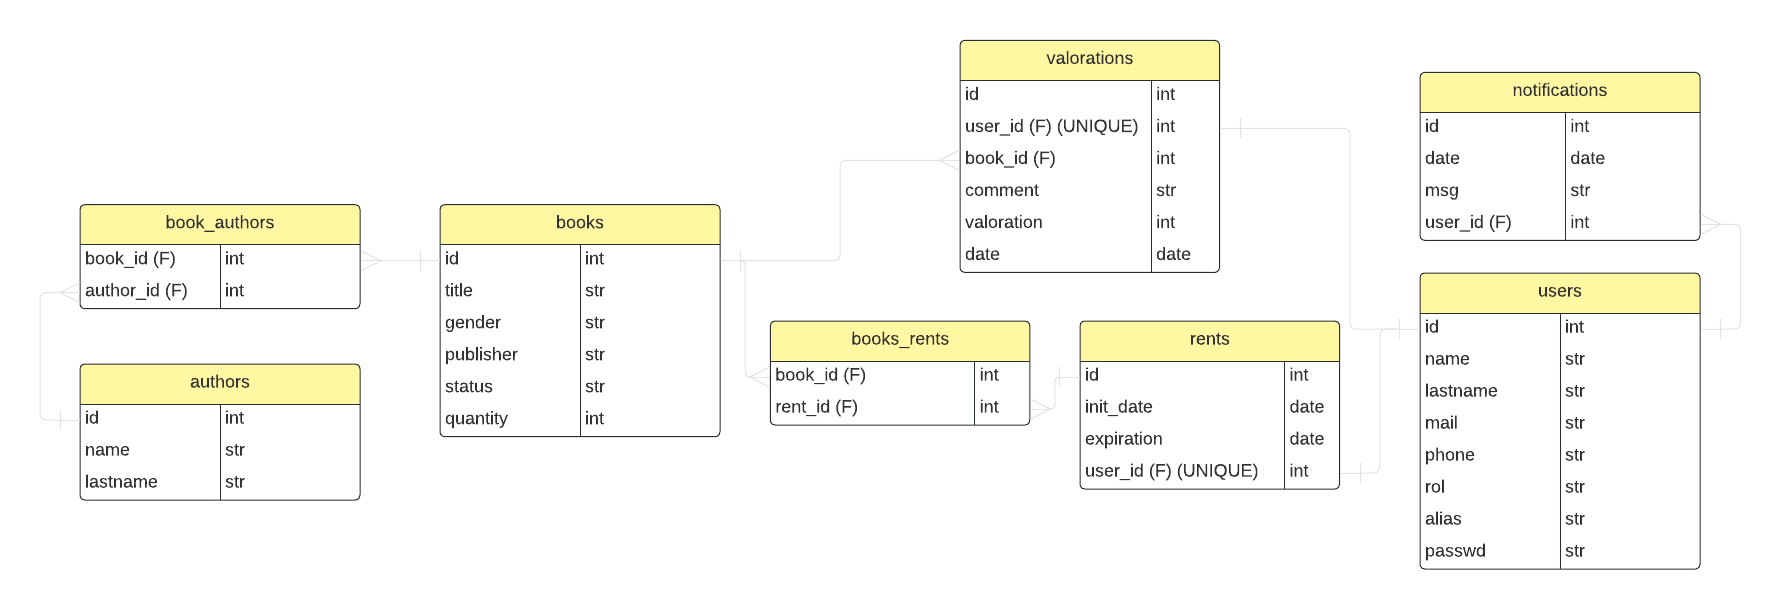 valorations
id int
user_id (F) (UNIQUE) int
book_id (F) int
comment str
valoration int
date date
notifications
id int
date date
msg str
user_id (F) int
book_authors
book_id (F) int
author_id (F) int
books
id int
title str
gender str
publisher str
status str
quantity int
authors
id int
name str
lastname str
books_rents
book_id (F) int
rent_id (F) int
rents
id int
init_date date
expiration date
user_id (F) (UNIQUE) int
users
id int
name str
lastname str
mail str
phone str
rol str
alias str
passwd str